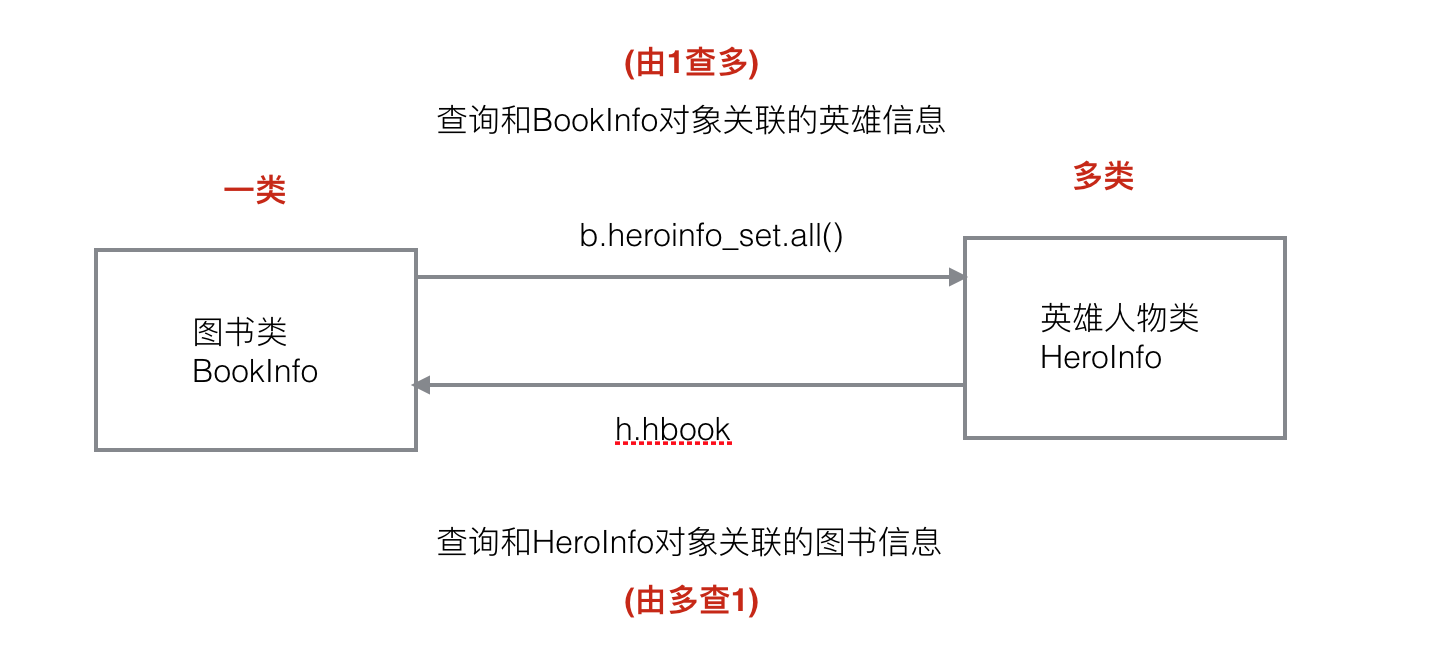 (由1查多)
查询和BookInfo对象关联的英雄信息
一类
多类
b.heroinfo_set.all()
图书类
BookInfo
英雄人物类
HeroInfo
h.hbook
查询和HeroInfo对象关联的图书信息
(由多查1)